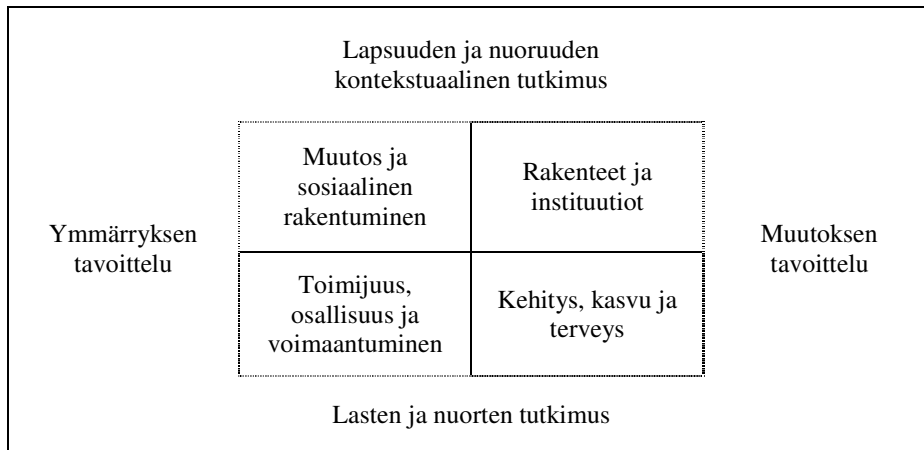 Lapsuuden ja nuoruuden
kontekstuaalinen tutkimus
Muutos ja
sosiaalinen
rakentuminen
Rakenteet ja
instituutiot
Ymmärryksen
tavoittelu
Muutoksen
tavoittelu
Toimijuus,
osallisuus ja
voimaantuminen
Kehitys, kasvu ja
terveys
Lasten ja nuorten tutkimus